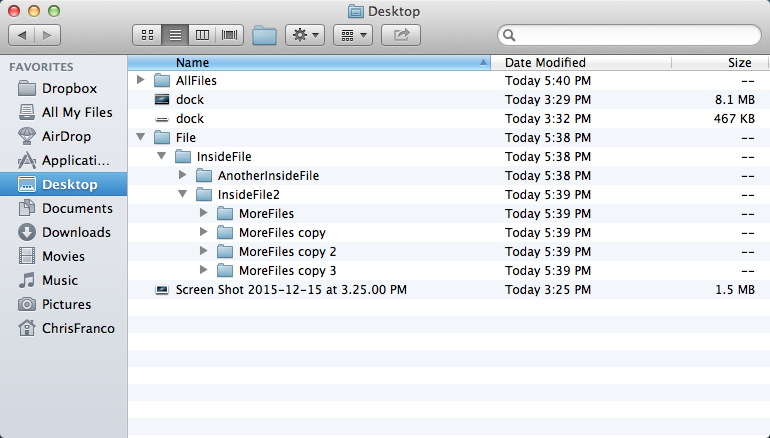 Desktop
FAVORITES
Dropbox
All My Files
AirDrop
Applicati...
Desktop
Documents
Downloads
Movies
Music
Pictures
ChrisFranco
Name Date Modified Size
AllFiles Today 5:40 PM --
dock Today 3:29 PM 8.1 MB
dock Today 3:32 PM 467 KB
File Today 5:38 PM --
InsideFile Today 5:38 PM --
AnotherInsideFile Today 5:38 PM --
InsideFile2 Today 5:39 PM --
MoreFiles Today 5:39 PM --
MoreFiles copy Today 5:39 PM --
MoreFiles copy 2 Today 5:39 PM --
MoreFiles copy 3 Today 5:39 PM --
Screen Shot 2015-12-15 at 3.25.00 PM Today 3:25 PM 1.5 MB